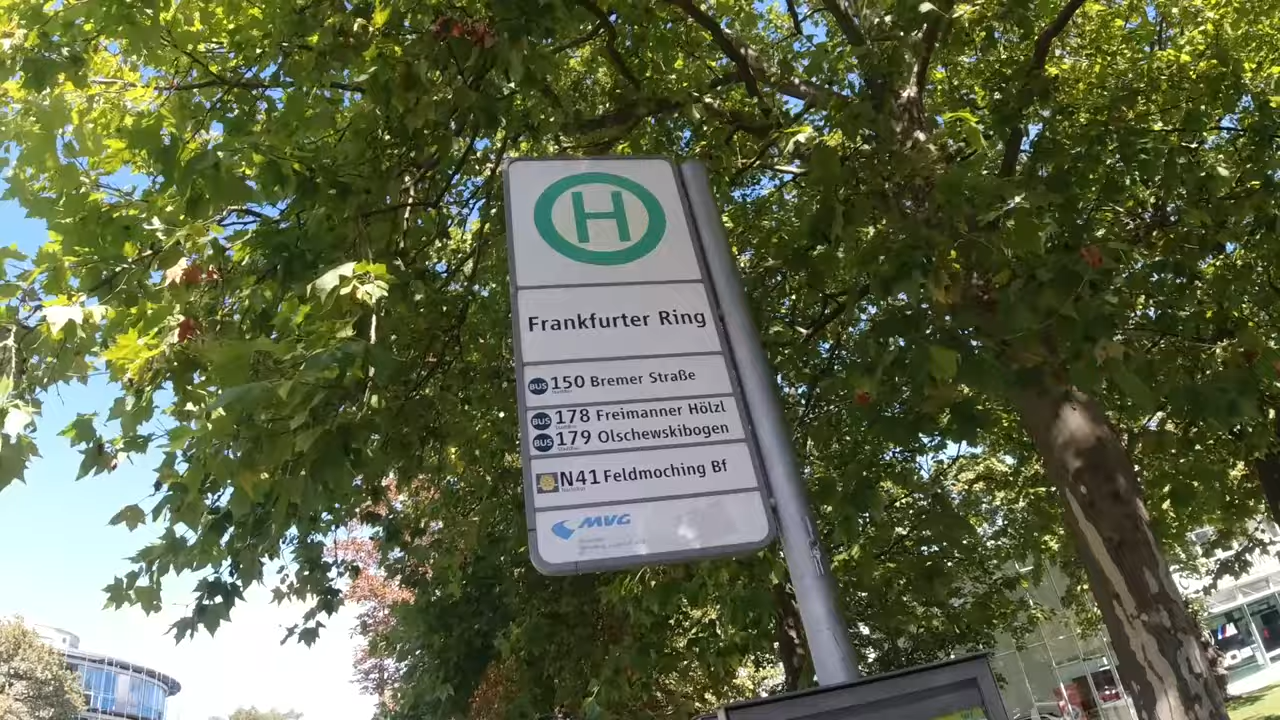 H
Frankfurter Ring
BUS 150 Bremer Straße
BUS 178 Freimanner Hölzl
BUS 179 Olschewskibogen
N41 Feldmoching Bf
MVG